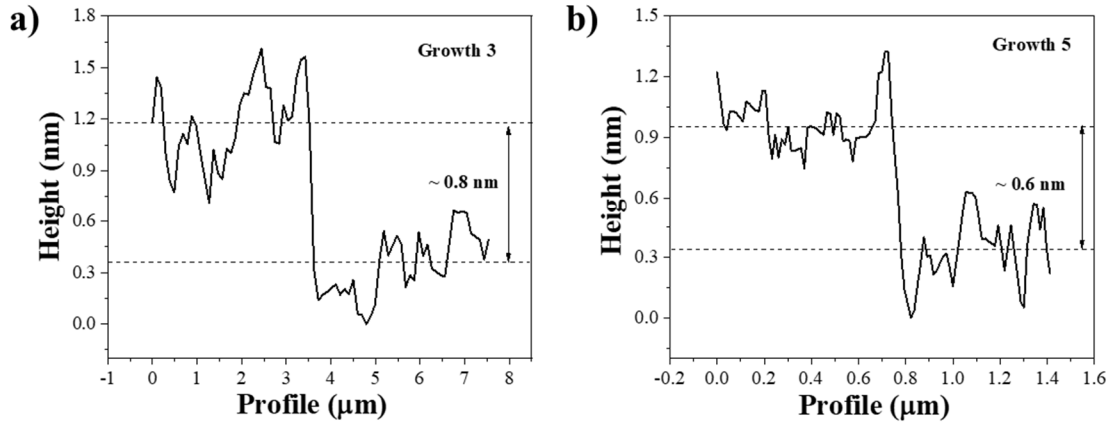 a)
Growth 3
Height (nm)
1.8
1.5
1.2
0.9
0.6
0.3
0.0
~ 0.8 nm
-1 0 1 2 3 4 5 6 7 8
Profile (μm)
b)
Growth 5
Height (nm)
1.5
1.2
0.9
0.6
0.3
0.0
~ 0.6 nm
-0.2 0.0 0.2 0.4 0.6 0.8 1.0 1.2 1.4 1.6
Profile (μm)